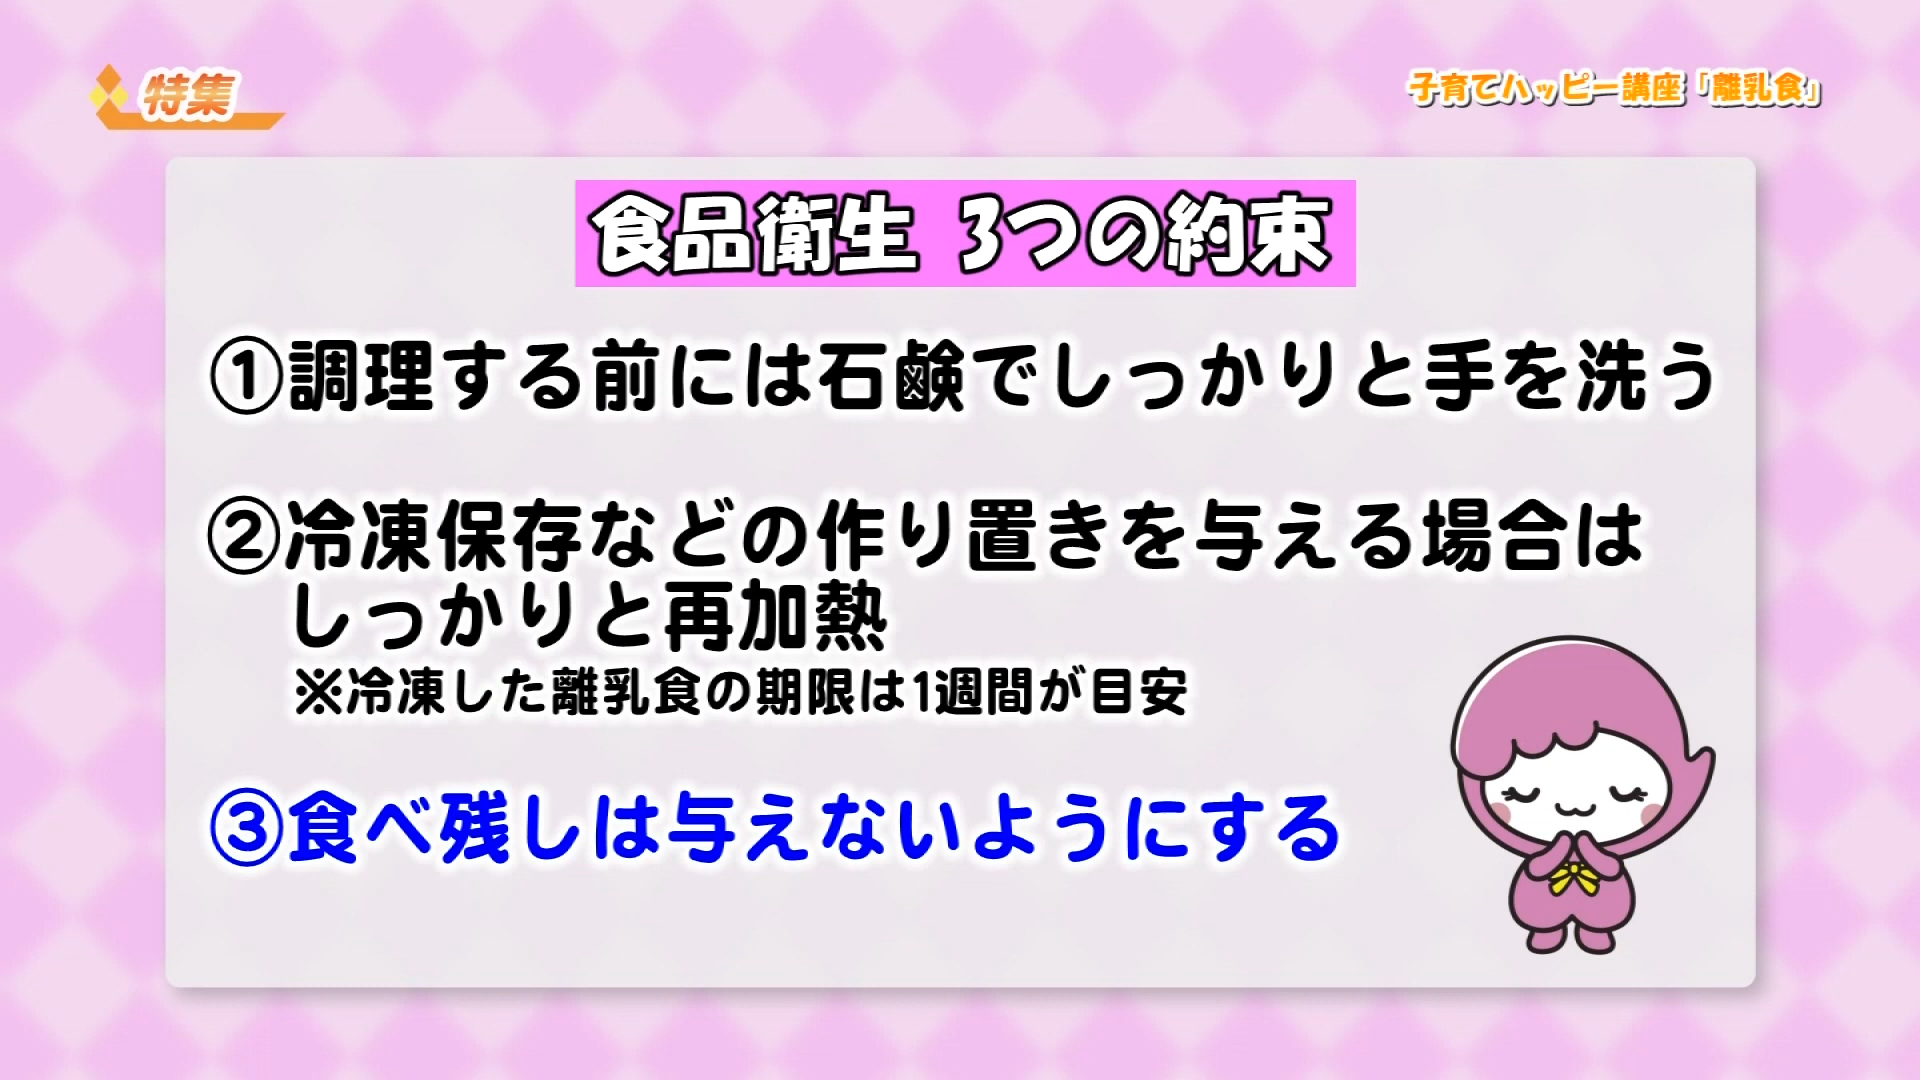 特集
子育てハッピー講座「離乳食」
食品衛生 3つの約束
①調理する前には石鹸でしっかりと手を洗う
②冷凍保存などの作り置きを与える場合は
しっかりと再加熱
※冷凍した離乳食の期限は1週間が目安
③食べ残しは与えないようにする